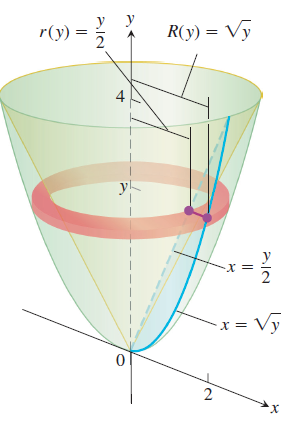 r(y) = y/2
y
R(y) = √y
4
y
x = y/2
x = √y
0
2
x